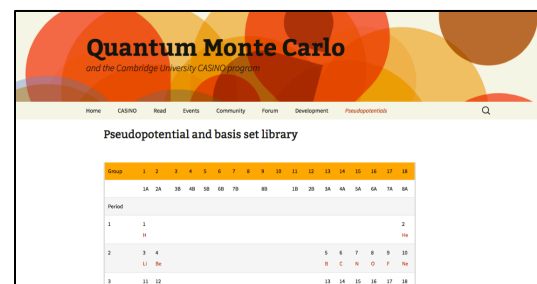 Quantum Monte Carlo
and the Cambridge University CASINO program
Home CASINO Read Events Community Forum Development Pseudopotentials
Pseudopotential and basis set library
Group 1 2 3 4 5 6 7 8 9 10 11 12 13 14 15 16 17 18
1A 2A 3B 4B 5B 6B 7B 8B 1B 2B 3A 4A 5A 6A 7A 8A
Period
1 1 2
H He
2 3 4 5 6 7 8 9 10
Li Be B C N O F Ne
3 11 12 13 14 15 16 17 18